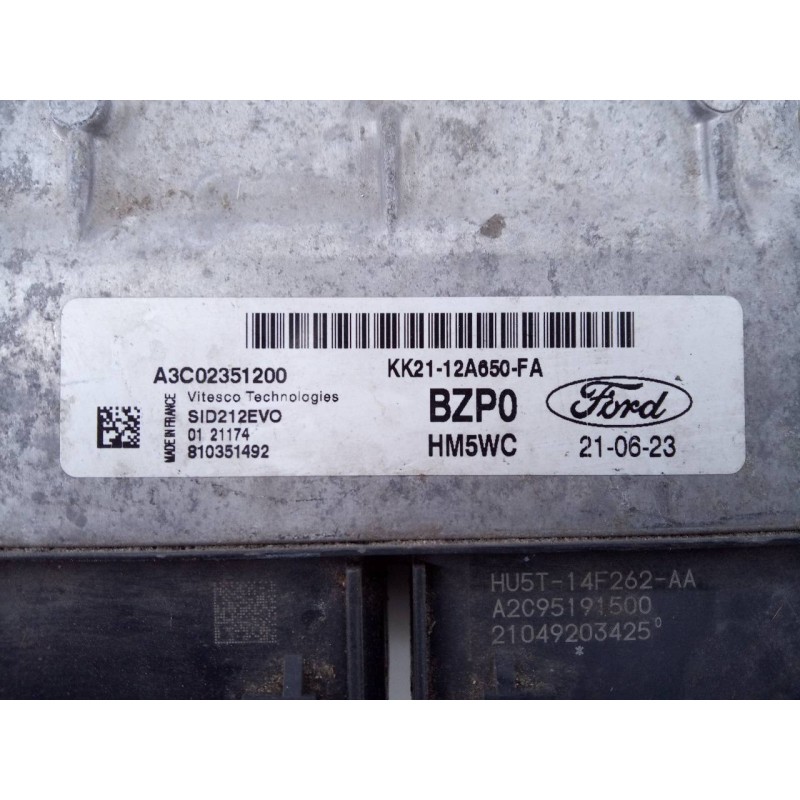 A3C02351200
Vitesco Technologies
SID212EVO
01 21174
810351492
MADE IN FRANCE
KK21-12A650-FA
BZP0
HM5WC
Ford
21-06-23
HU5T-14F262-AA
A2C95191500
21049203425⁰
*